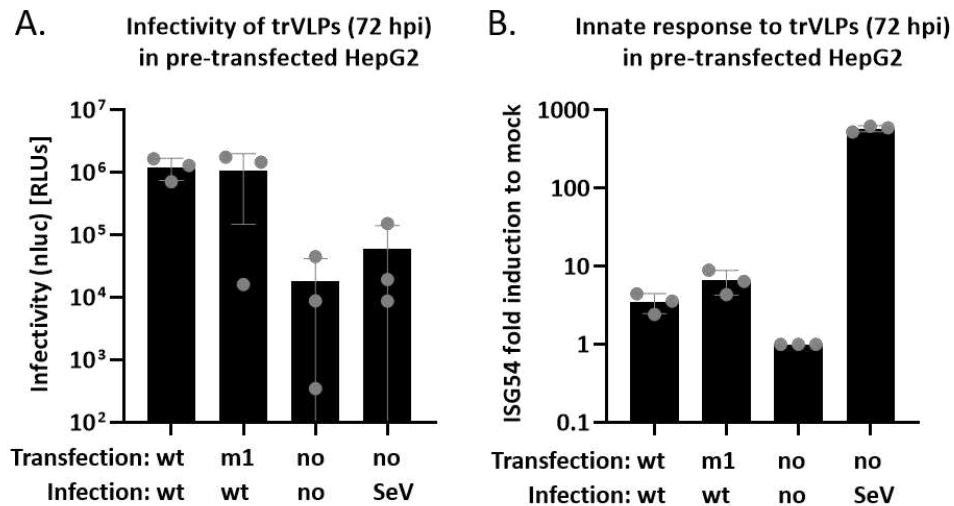 A.
Infectivity of trVLPs (72 hpi)
in pre-transfected HepG2
Infectivity (nluc) [RLUs]
10⁷
10⁶
10⁵
10⁴
10³
10²
Transfection: wt m1 no no
Infection: wt wt no SeV
B.
Innate response to trVLPs (72 hpi)
in pre-transfected HepG2
ISG54 fold induction to mock
1000
100
10
1
0.1
Transfection: wt m1 no no
Infection: wt wt no SeV